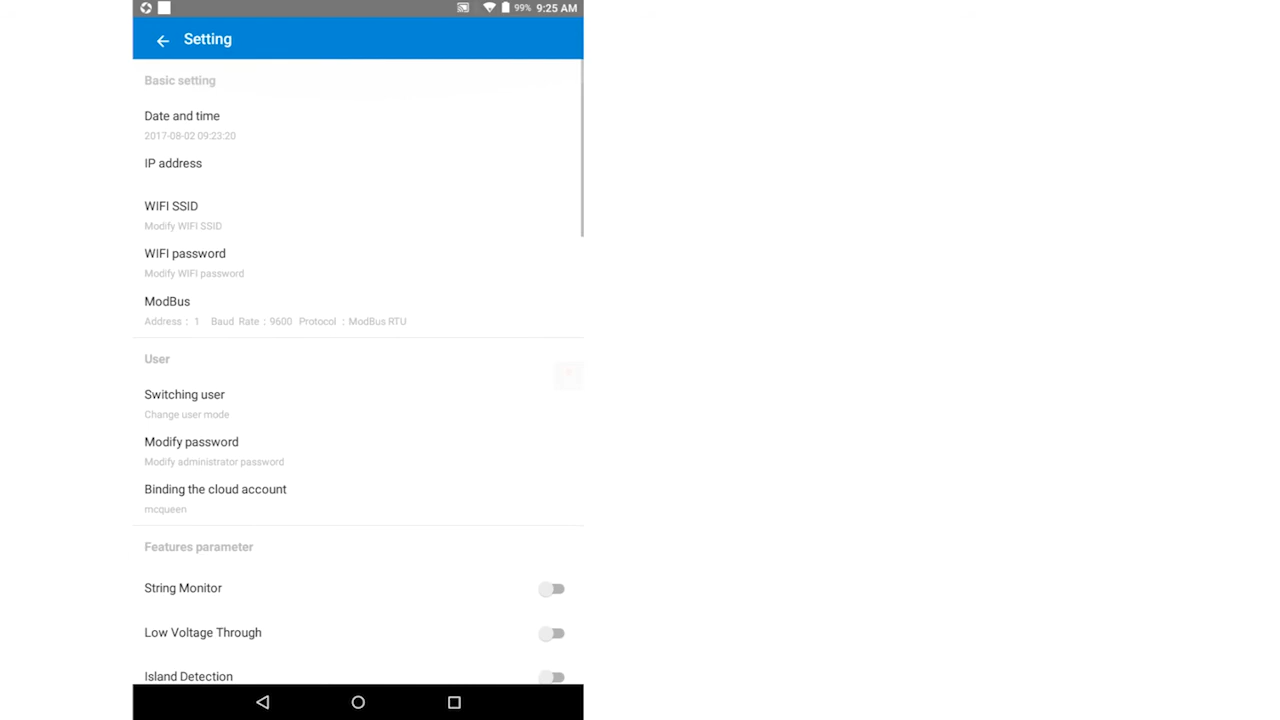 99% 9:25 AM
Setting
Basic setting
Date and time
2017-08-02 09:23:20
IP address
WIFI SSID
Modify WIFI SSID
WIFI password
Modify WIFI password
ModBus
Address : 1 Baud Rate : 9600 Protocol : ModBus RTU
User
Switching user
Change user mode
Modify password
Modify administrator password
Binding the cloud account
mcqueen
Features parameter
String Monitor
Low Voltage Through
Island Detection